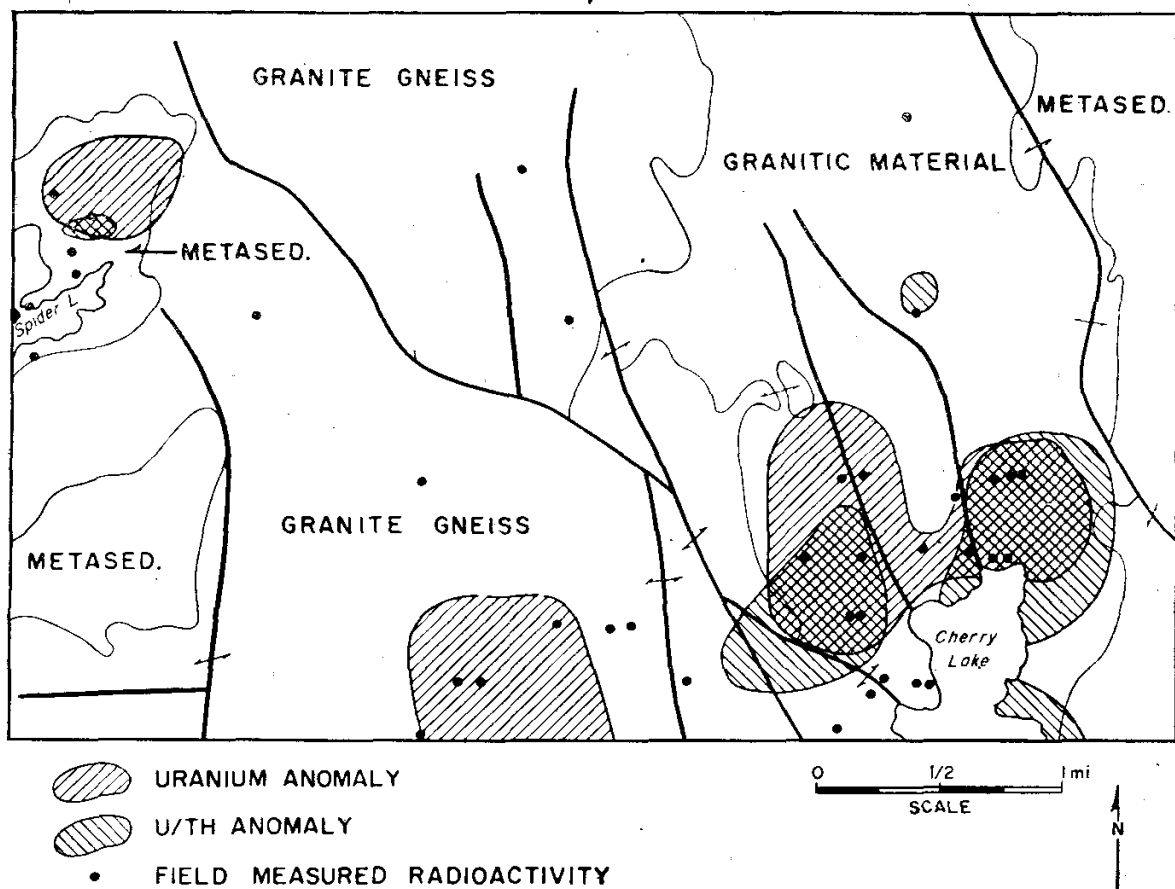 GRANITE GNEISS
METASED.
GRANITIC MATERIAL
METASED.
Spider L
GRANITE GNEISS
METASED.
Cherry
Lake
URANIUM ANOMALY
U/TH ANOMALY
FIELD MEASURED RADIOACTIVITY
0 1/2 1 mi
SCALE
N